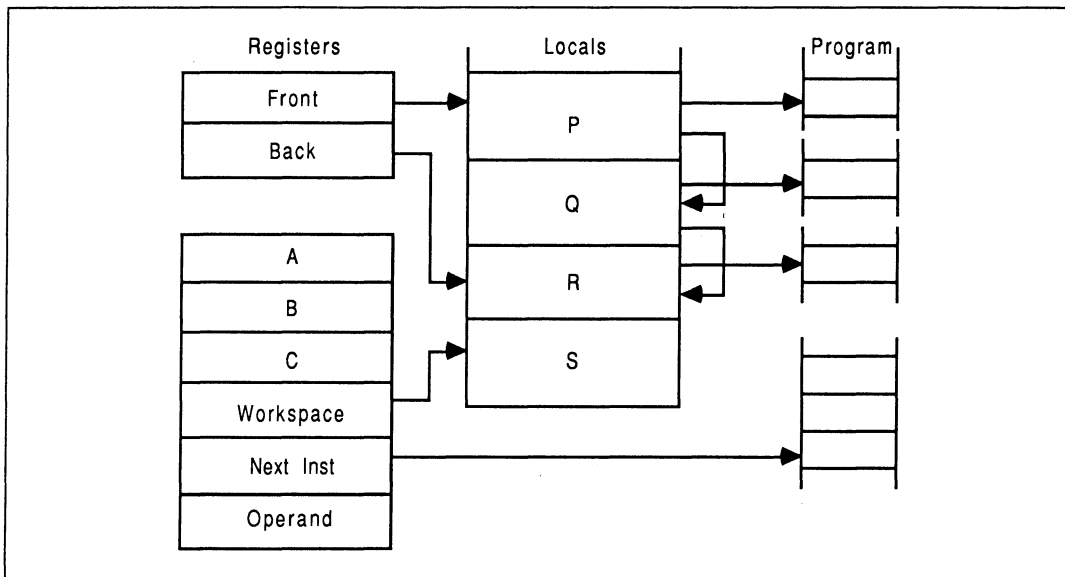 Registers
Locals
Program
Front
Back
P
Q
R
S
A
B
C
Workspace
Next Inst
Operand